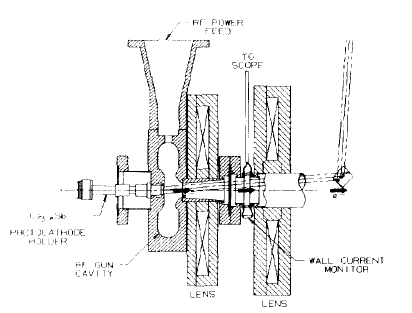 RF POWER
FEED
TO
SCOPE
PHOTOCATHODE
HOLDER
RF GUN
CAVITY
WALL CURRENT
MONITOR
LENS
LENS